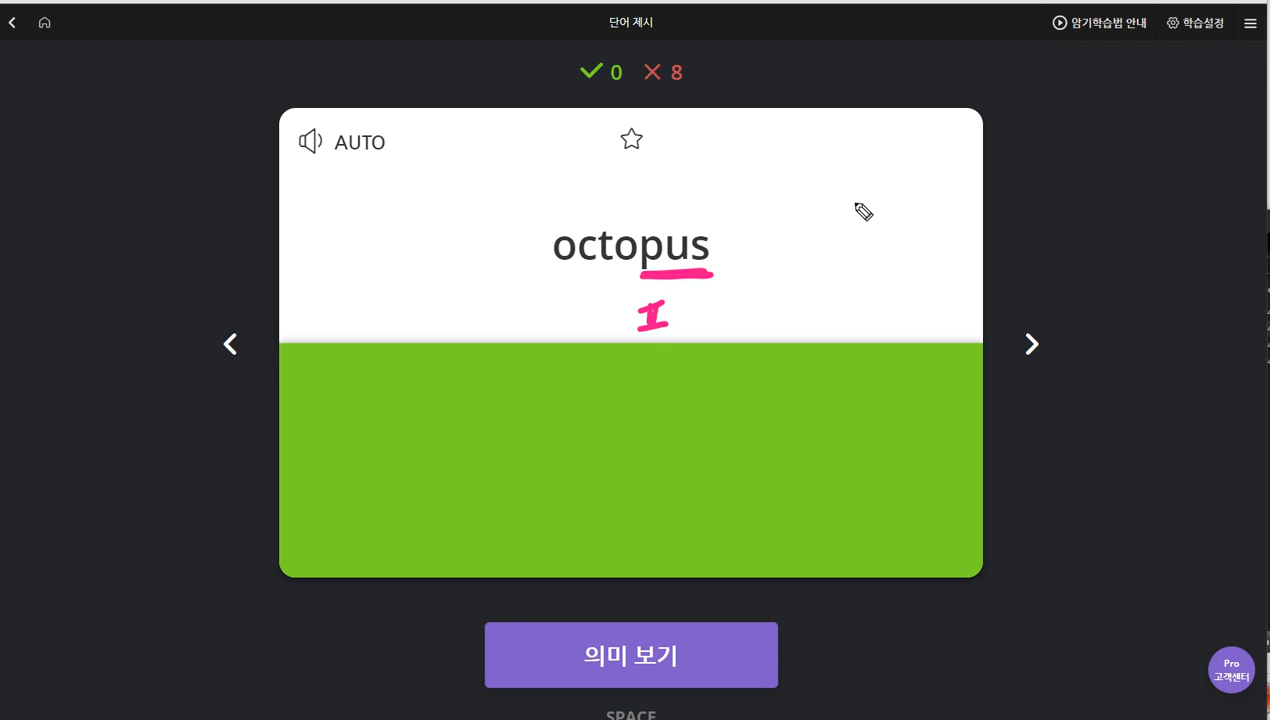 단어 제시
암기학습법 안내
학습설정
0 8
AUTO
octopus
I
의미 보기
Pro
고객센터
SPACE